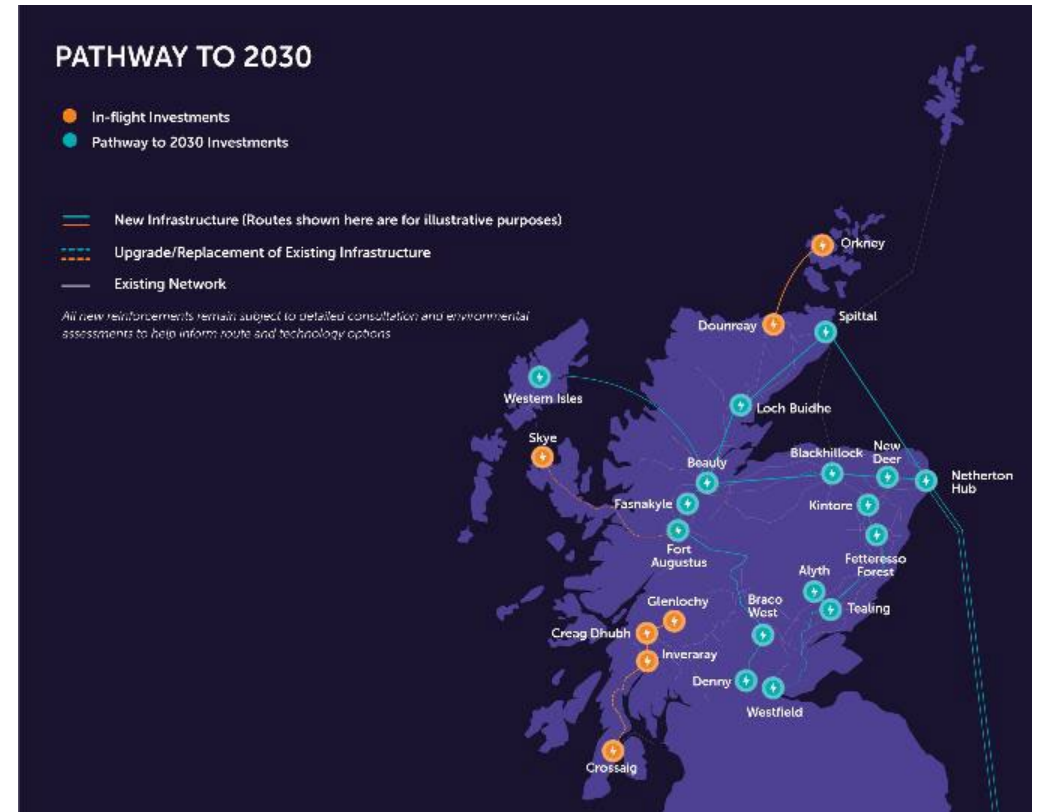 PATHWAY TO 2030
In-flight Investments
Pathway to 2030 Investments
New Infrastructure (Routes shown here are for illustrative purposes)
Upgrade/Replacement of Existing Infrastructure
Existing Network
All new reinforcements remain subject to detailed consultation and environmental
assessments to help inform route and technology options
Orkney
Dounreay
Spittal
Western Isles
Loch Buidhe
Skye
Beauly
Blackhillock
New
Deer
Netherton
Hub
Fasnakyle
Kintore
Fort
Augustus
Fetteresso
Forest
Alyth
Tealing
Glenlochy
Braco
West
Creag Dhubh
Inveraray
Denny
Westfield
Crossaig